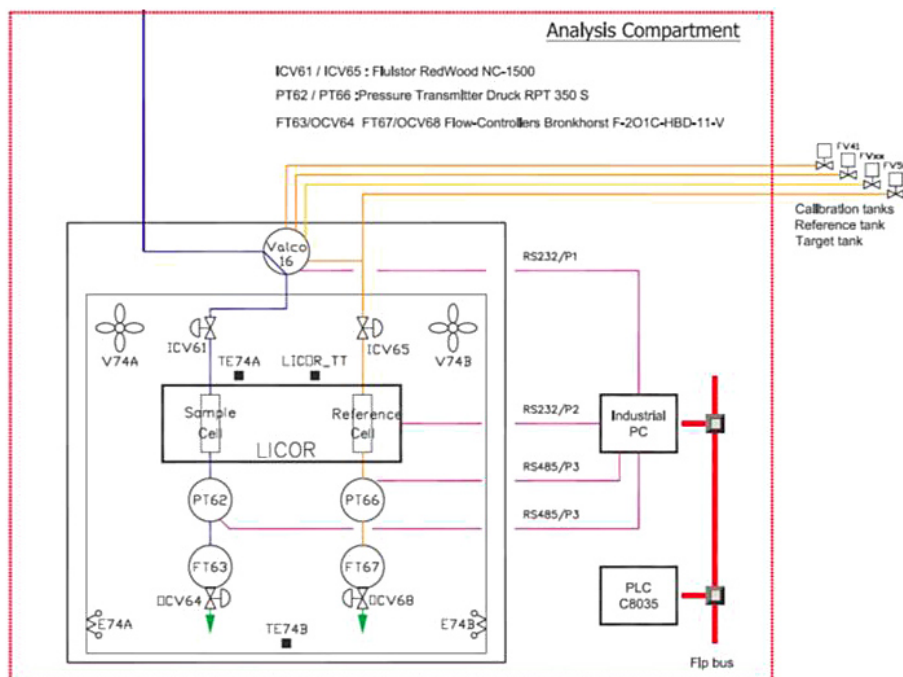 Analysis Compartment
ICV61 / ICV65 : Flulstor RedWood NC-1500
PT62 / PT66 :Pressure Transmitter Druck RPT 350 S
FT63/OCV64 FT67/OCV68 Flow-Controllers Bronkhorst F-2O1C-HBD-11-V
FV41
FVxx
Calibration tanks
Reference tank
Target tank
Valco
16
RS232/P1
ICV61
ICV65
V74A
V74B
TE74A
LICOR_TT
Sample
Cell
Reference
Cell
LICOR
RS232/P2
Industrial
PC
RS485/P3
PT62
PT66
RS485/P3
FT63
FT67
OCV64
OCV68
PLC
C8035
E74A
E74B
TE74B
Flp bus